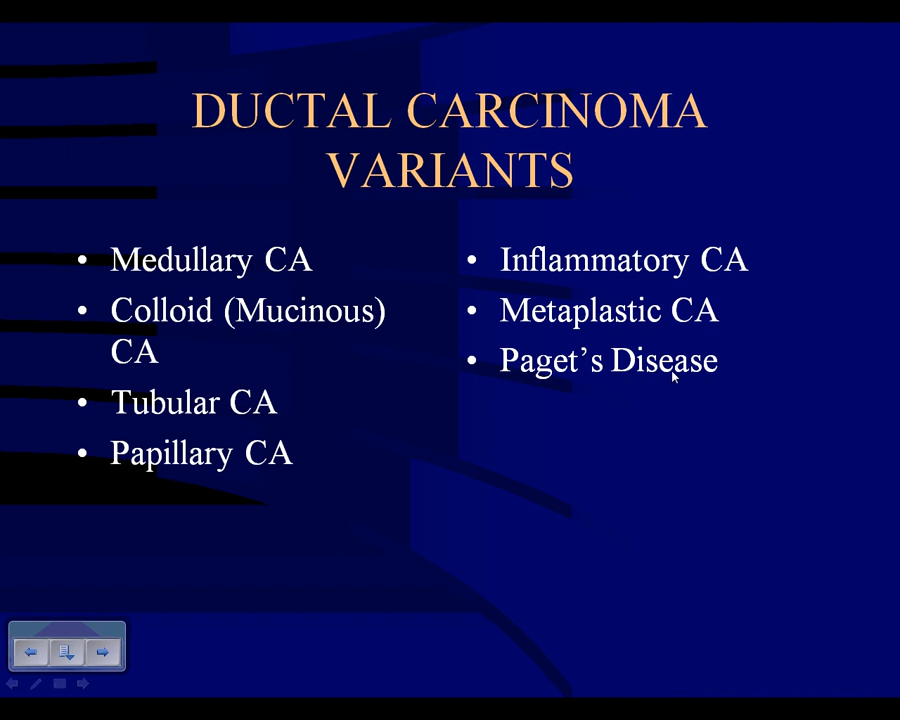 DUCTAL CARCINOMA
VARIANTS
• Medullary CA
• Colloid (Mucinous)
CA
• Tubular CA
• Papillary CA
• Inflammatory CA
• Metaplastic CA
• Paget’s Disease